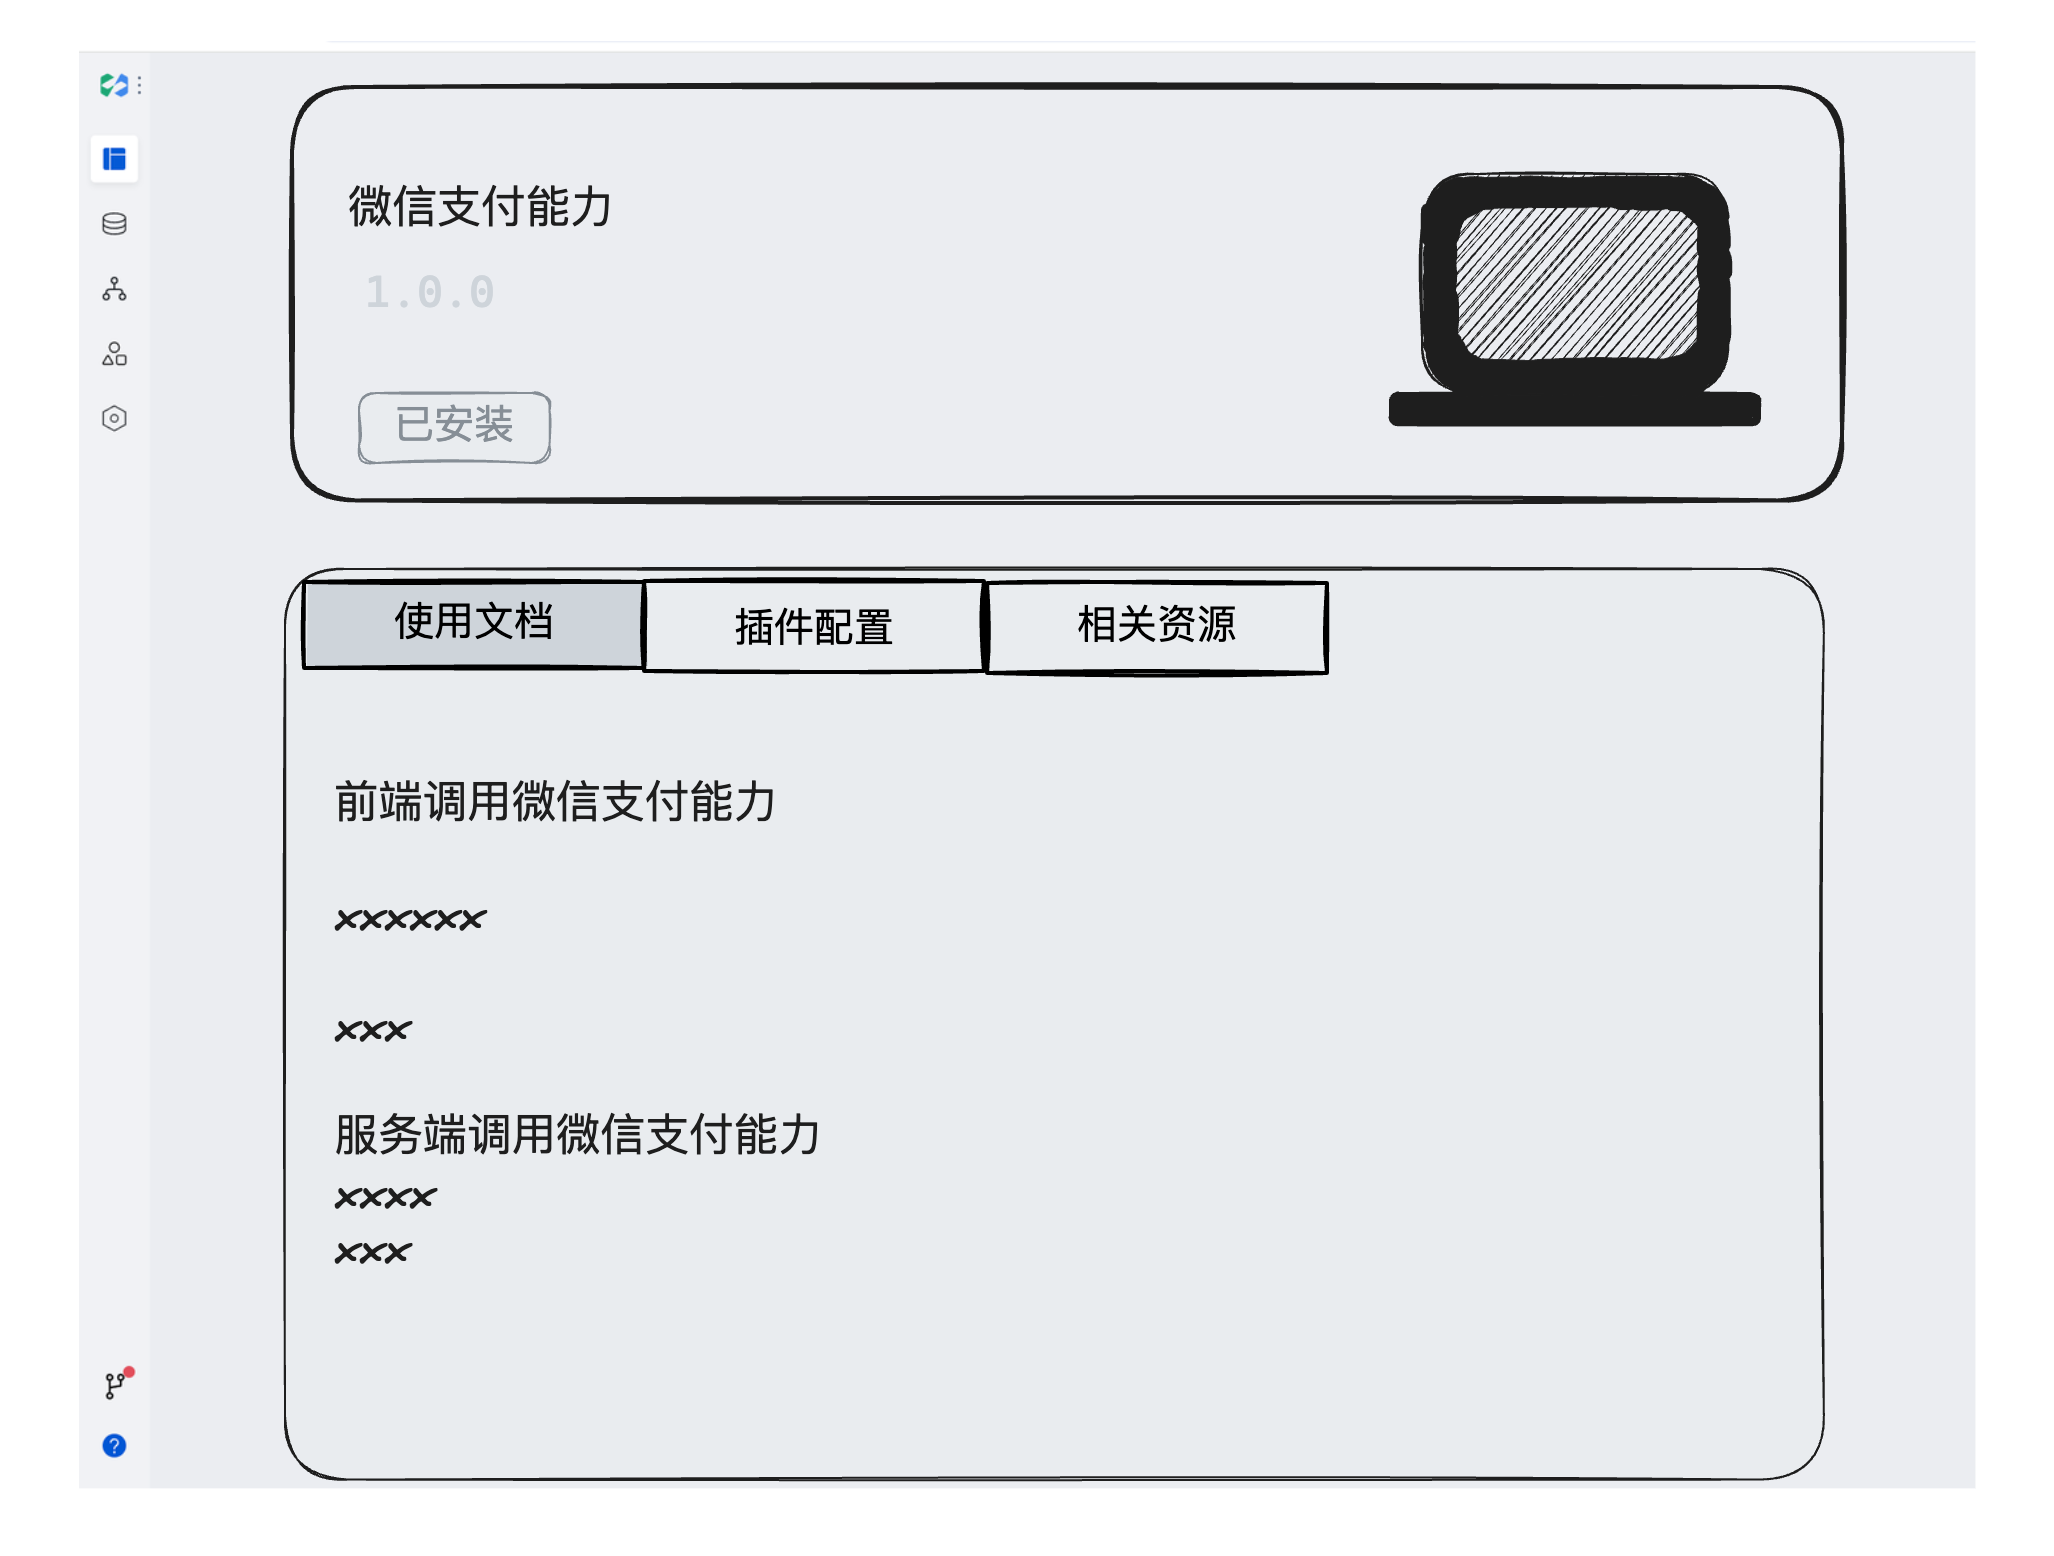 微信支付能力
1.0.0
已安装
使用文档
插件配置
相关资源
前端调用微信支付能力
xxxxxx
xxx
服务端调用微信支付能力
xxxx
xxx
?